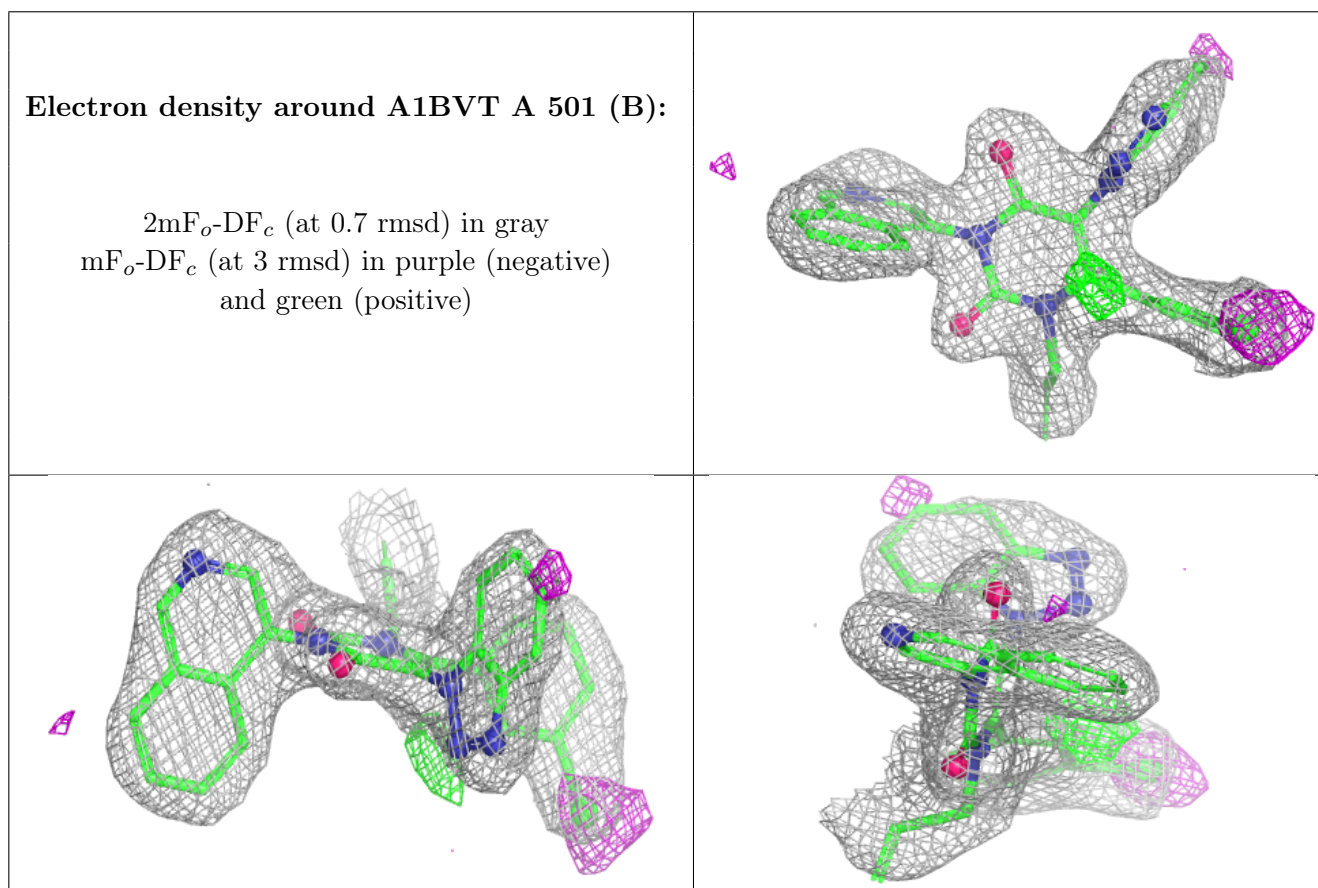 Electron density around A1BVT A 501 (B):
2mFo-DFc (at 0.7 rmsd) in gray
mFo-DFc (at 3 rmsd) in purple (negative)
and green (positive)